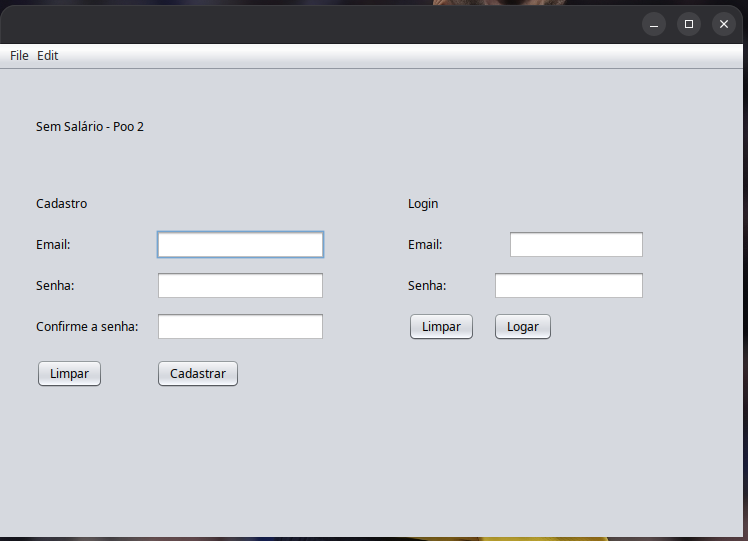 File Edit
Sem Salário - Poo 2
Cadastro
Email:
Senha:
Confirme a senha:
Limpar Cadastrar
Login
Email:
Senha:
Limpar Logar